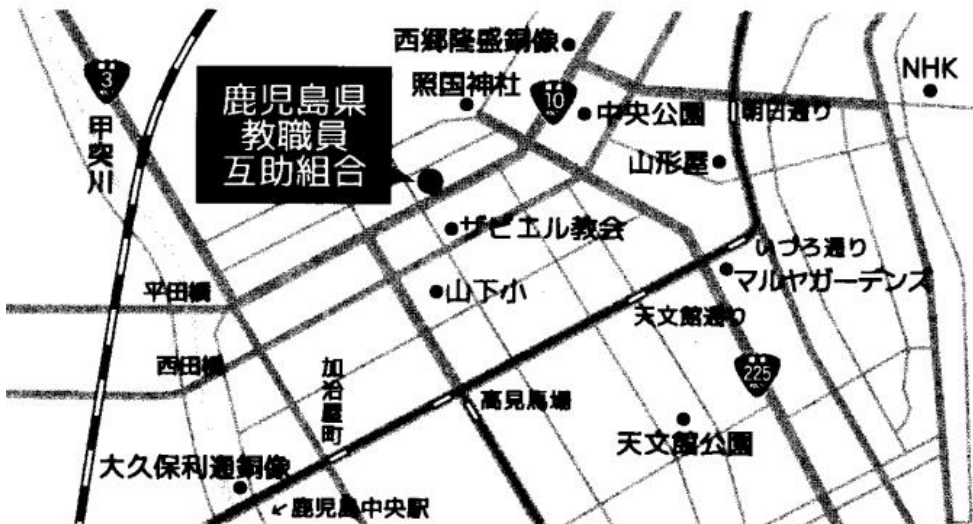 西郷隆盛銅像
NHK
3
照国神社
10
中央公園
朝日通り
鹿児島県
教職員
互助組合
甲突川
山形屋
ザビエル教会
いづろ通り
マルヤガーデンズ
平田橋
山下小
天文館通り
西田橋
加治屋町
225
高見馬場
天文館公園
大久保利通銅像
鹿児島中央駅